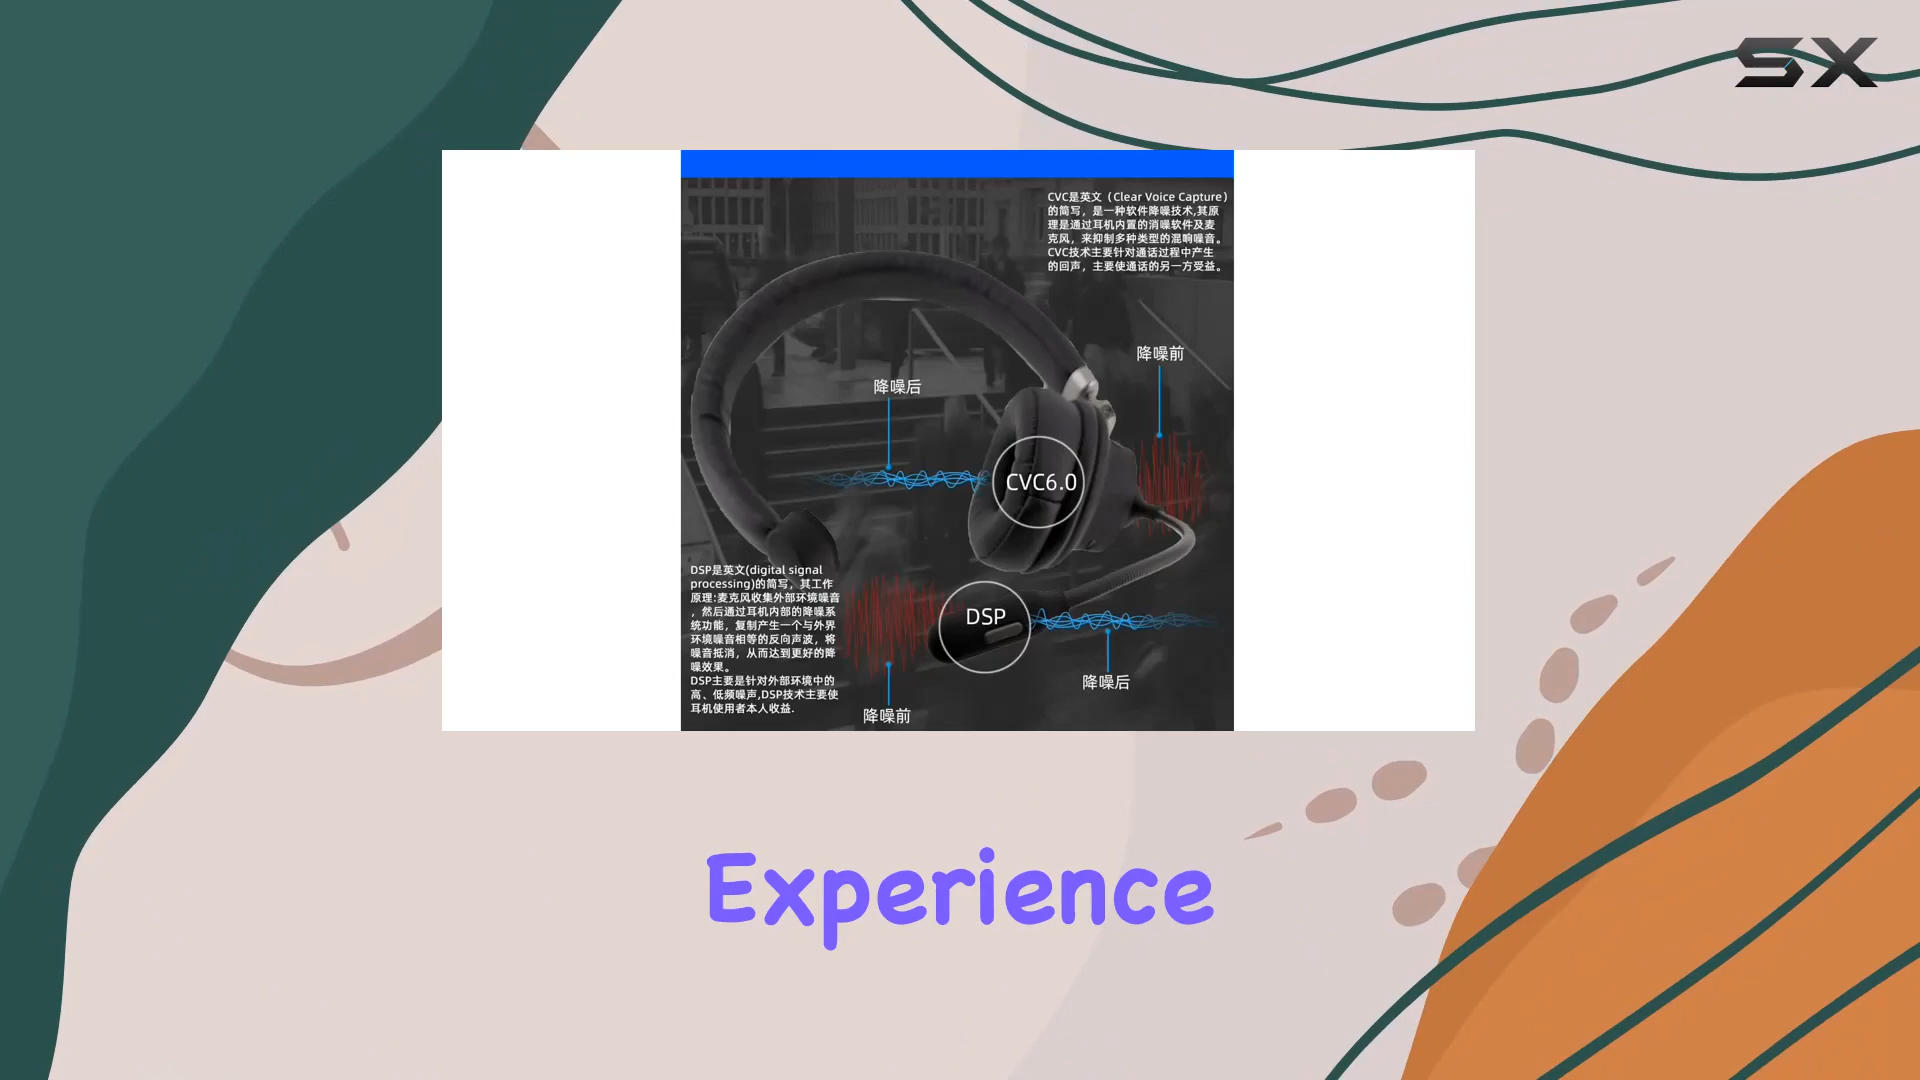 SX
CVC是英文（Clear Voice Capture）
的简写，是一种软件降噪技术,其原
理是通过耳机内置的消噪软件及麦
克风，来抑制多种类型的混响噪音。
CVC技术主要针对通话过程中产生
的回声，主要使通话的另一方受益。
降噪前
降噪后
CVC6.0
DSP是英文(digital signal
processing)的简写，其工作
原理:麦克风收集外部环境噪音
，然后通过耳机内部的降噪系
统功能，复制产生一个与外界
环境噪音相等的反向声波，将
噪音抵消，从而达到更好的降
噪效果。
DSP主要是针对外部环境中的
高、低频噪声,DSP技术主要使
耳机使用者本人收益.
DSP
降噪后
降噪前
Experience